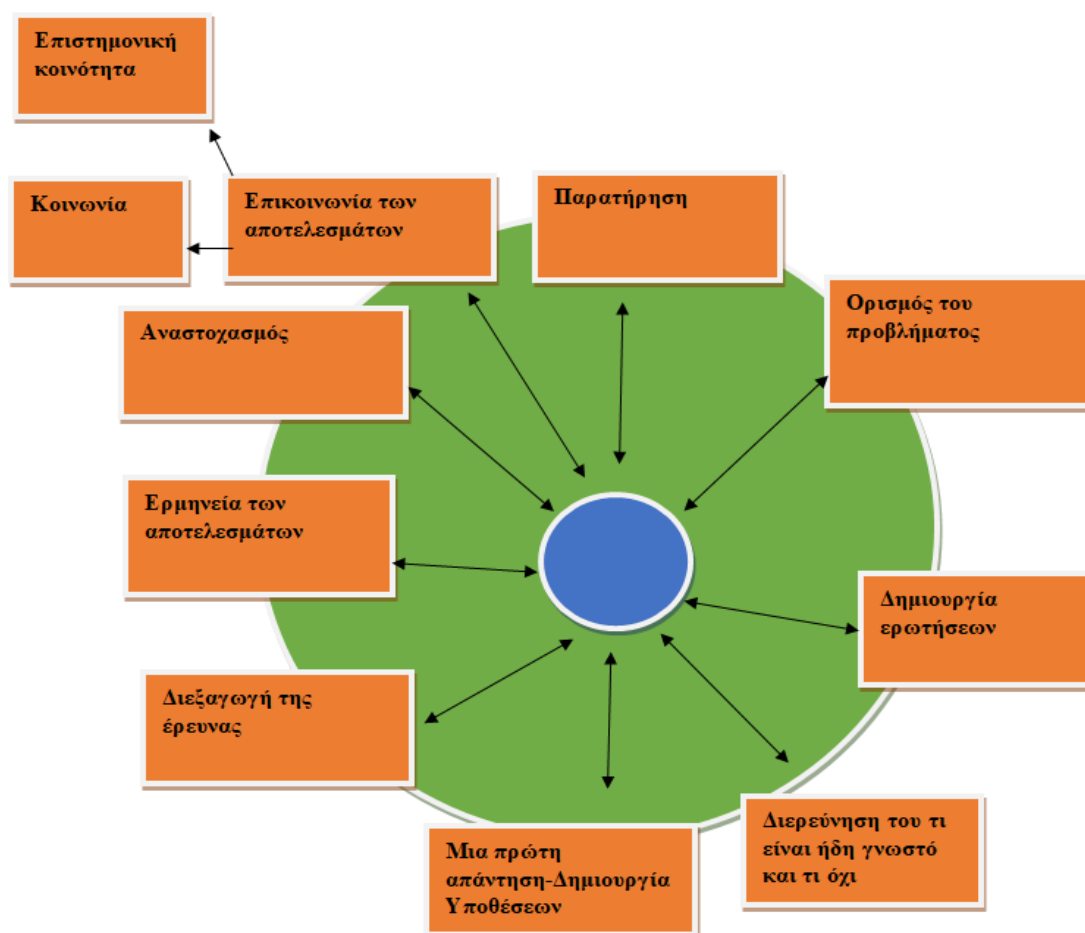 Επιστημονική
κοινότητα
Κοινωνία
Επικοινωνία των
αποτελεσμάτων
Παρατήρηση
Ορισμός του
προβλήματος
Αναστοχασμός
Ερμηνεία των
αποτελεσμάτων
Δημιουργία
ερωτήσεων
Διεξαγωγή της
έρευνας
Μια πρώτη
απάντηση-Δημιουργία
Υποθέσεων
Διερεύνηση του τι
είναι ήδη γνωστό
και τι όχι